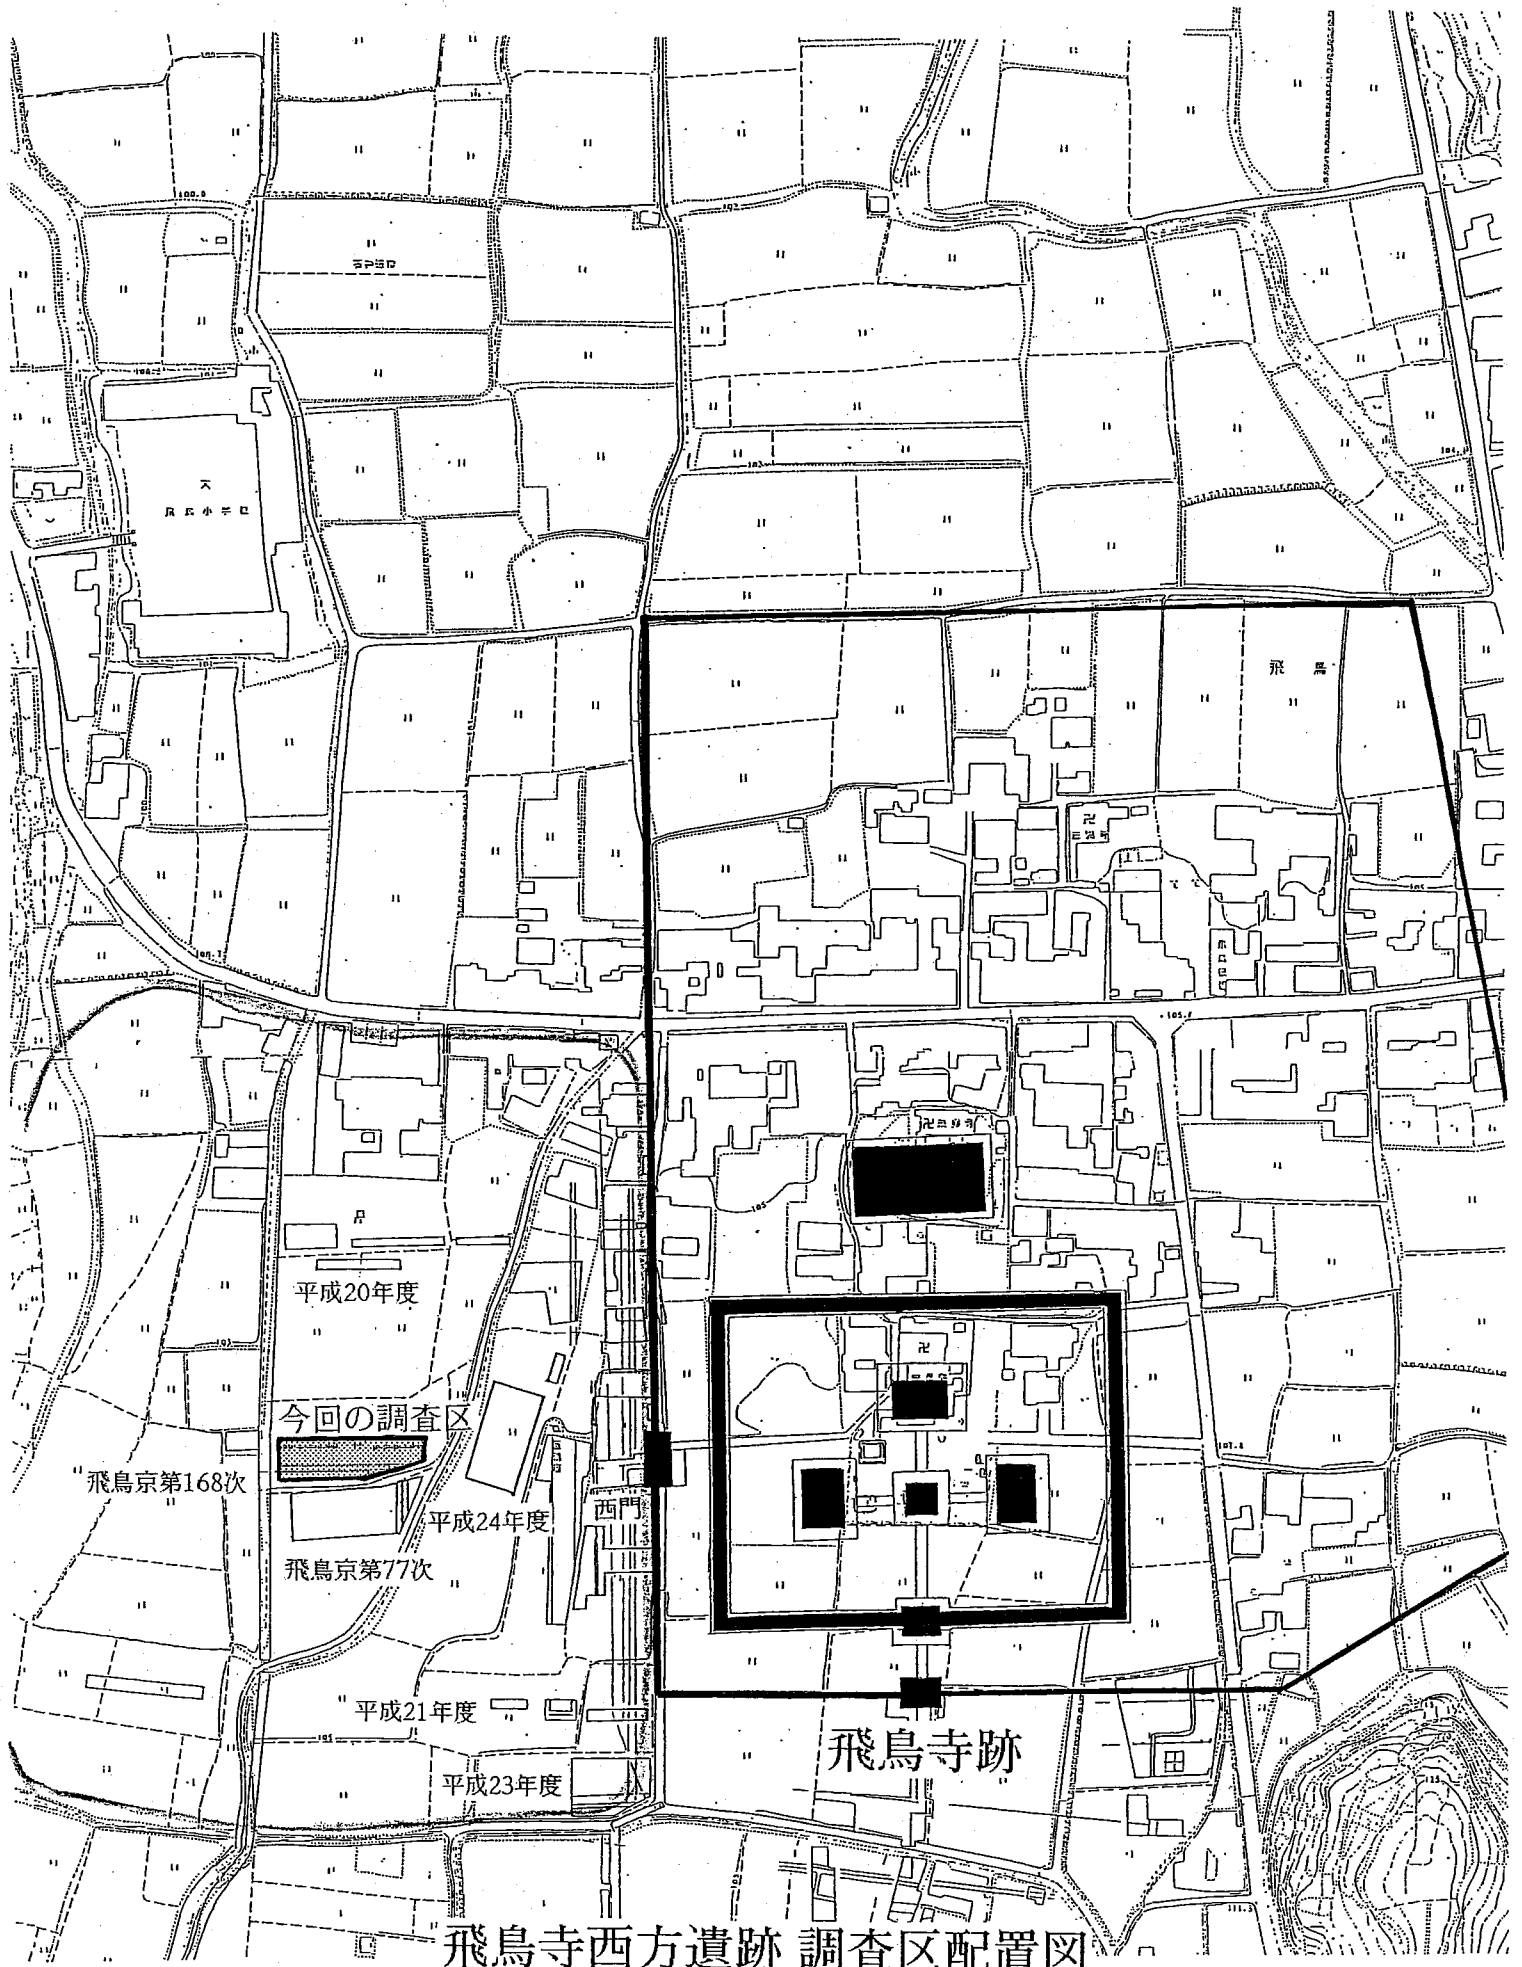 飛鳥
平成20年度
今回の調査区
飛鳥京第168次
平成24年度
西門
飛鳥京第77次
平成21年度
平成23年度
飛鳥寺跡
飛鳥寺西方遺跡 調査区配置図